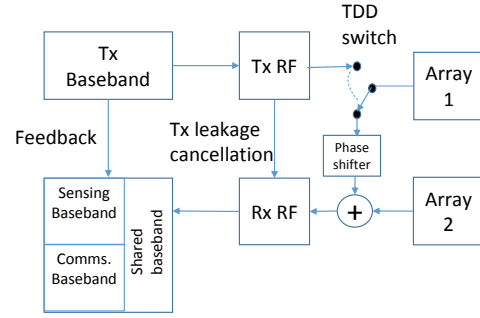 Tx
Baseband
Tx RF
TDD
switch
Array
1
Feedback
Tx leakage
cancellation
Phase
shifter
Sensing
Baseband
Comms.
Baseband
Shared
baseband
Rx RF
+
Array
2